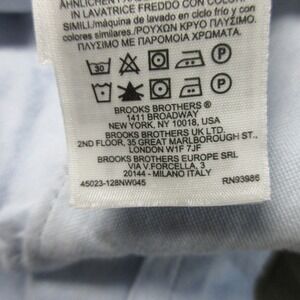 ÄHNLICHEN FARBEN
IN LAVATRICE FREDDO CON COLORI
SIMILI./máquina de lavado en ciclo frío y con
colores similares./ΡΟΥΧΩΝ ΚΡΥΟ ΠΛΥΣΙΜΟ.
ΠΛΥΣΙΜΟ ΜΕ ΠΑΡΟΜΟΙΑ ΧΡΩΜΑΤΑ.
30 P
P
BROOKS BROTHERS ®
1411 BROADWAY
NEW YORK, NY 10018, USA
BROOKS BROTHERS UK LTD.
2ND FLOOR, 35 GREAT MARLBOROUGH ST.,
LONDON W1F 7JF
BROOKS BROTHERS EUROPE SRL
VIA V.FORCELLA, 3
20144 - MILANO ITALY
45023-128NW045 RN93985